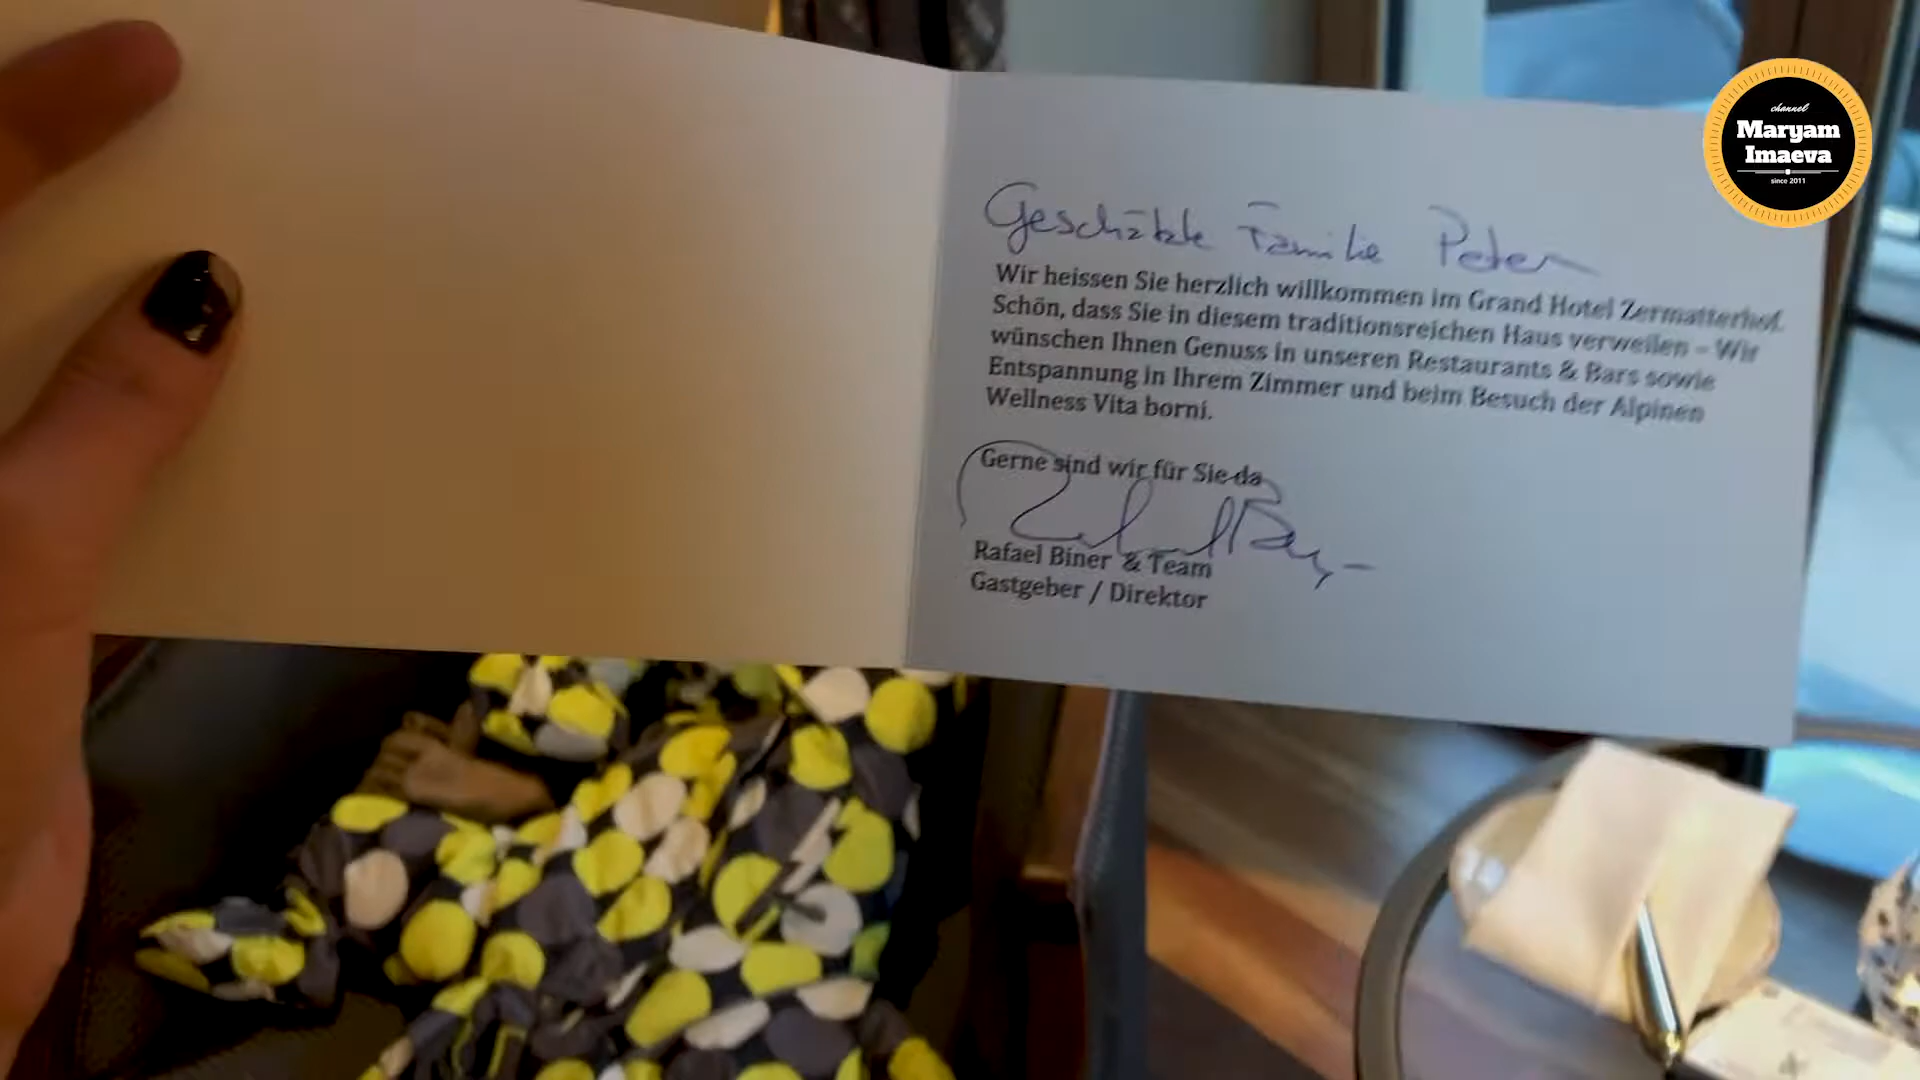 channel
Maryam
Imaeva
since 2011
Geschätzte Familie Peter
Wir heissen Sie herzlich willkommen im Grand Hotel Zermatterhof.
Schön, dass Sie in diesem traditionsreichen Haus verweilen – Wir
wünschen Ihnen Genuss in unseren Restaurants & Bars sowie
Entspannung in Ihrem Zimmer und beim Besuch der Alpinen
Wellness Vita borni.
Gerne sind wir für Sie da
Rafael Biner & Team
Gastgeber / Direktor